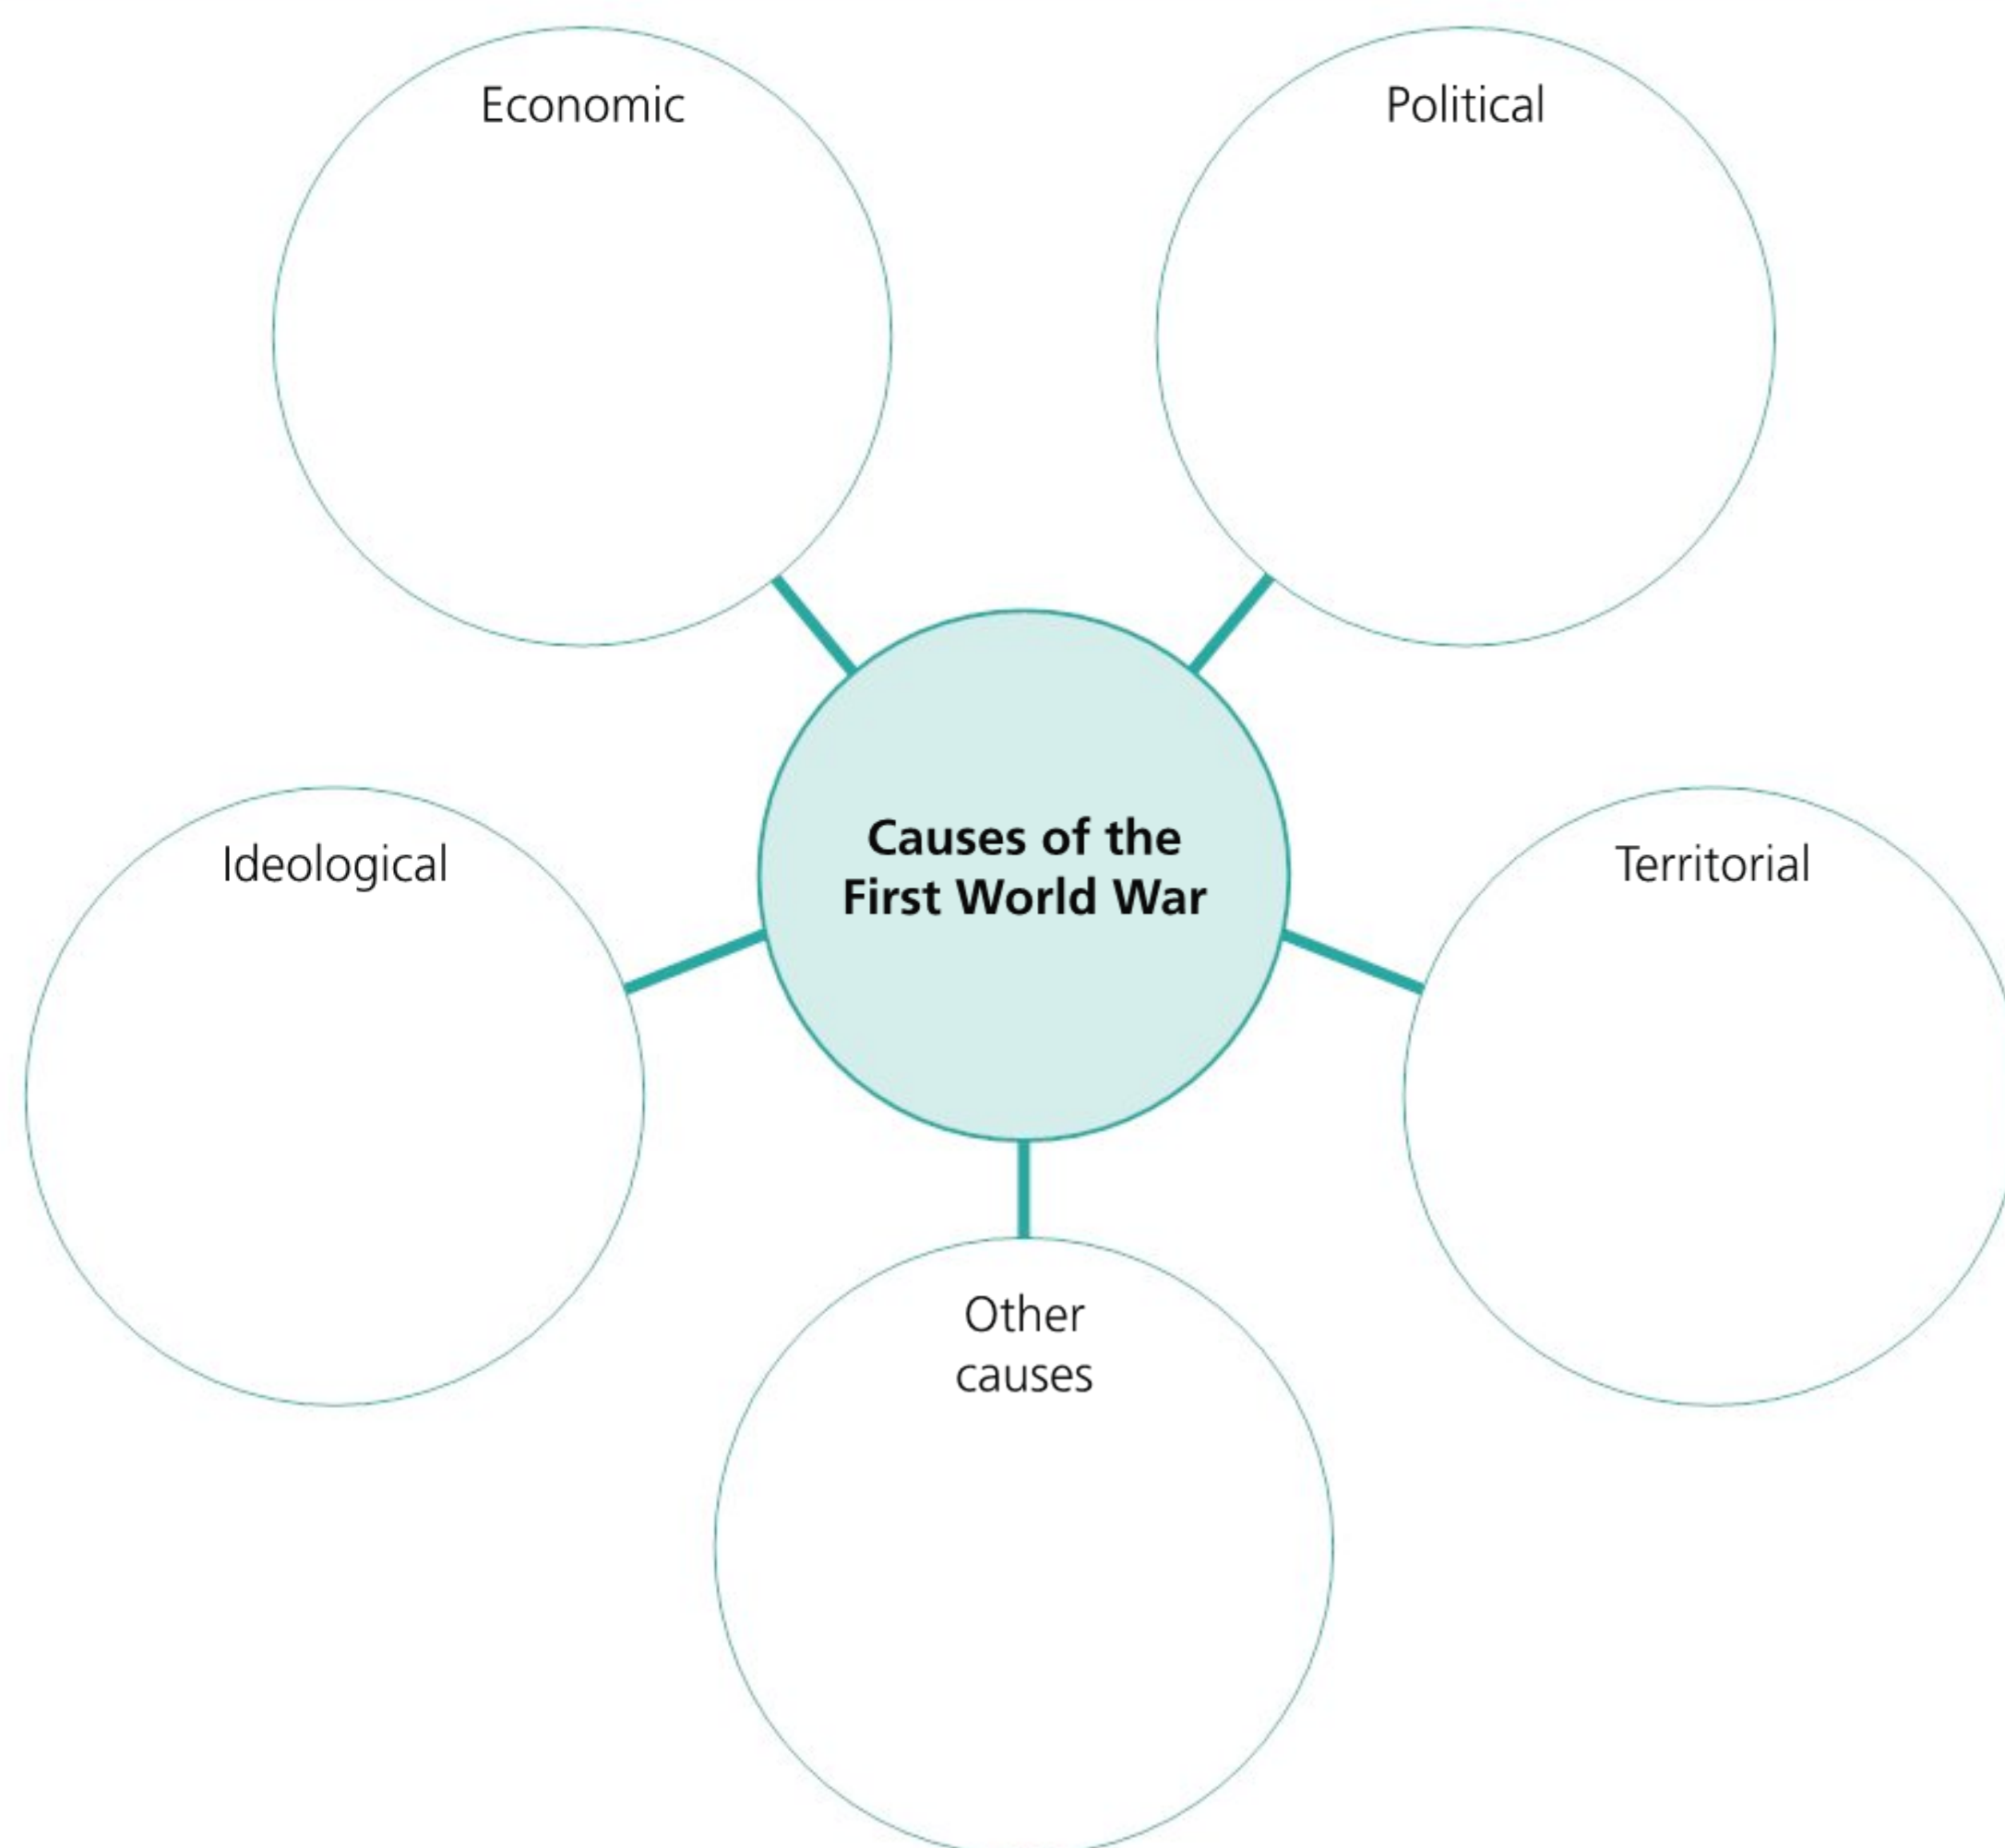 Economic
Political
Causes of the
First World War
Ideological
Territorial
Other
causes